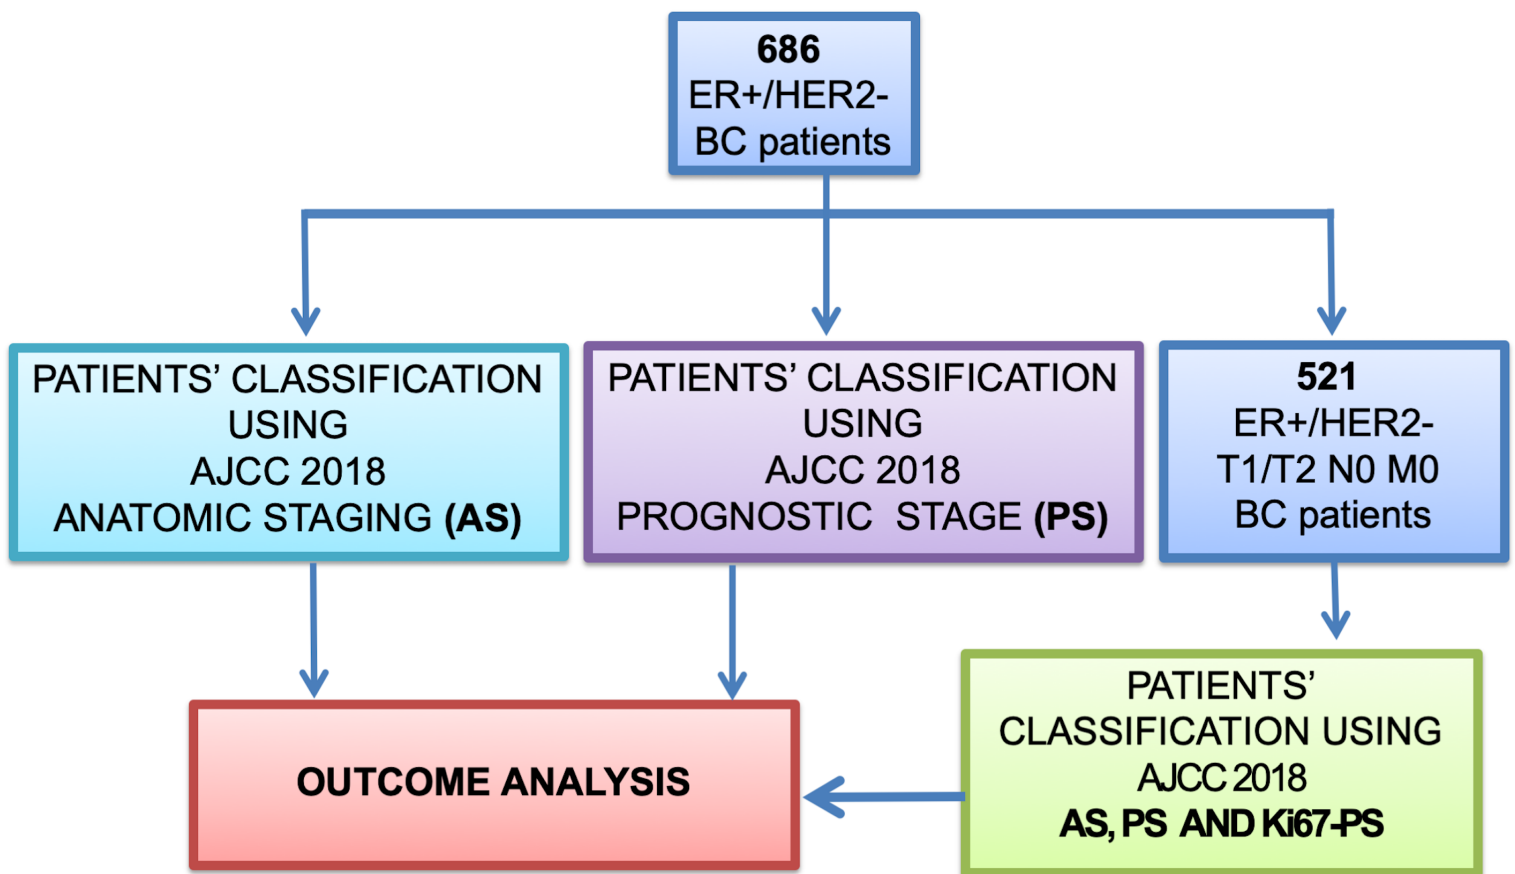 686
ER+/HER2-
BC patients
PATIENTS’ CLASSIFICATION
USING
AJCC 2018
ANATOMIC STAGING (AS)
PATIENTS’ CLASSIFICATION
USING
AJCC 2018
PROGNOSTIC STAGE (PS)
521
ER+/HER2-
T1/T2 N0 M0
BC patients
OUTCOME ANALYSIS
PATIENTS’
CLASSIFICATION USING
AJCC 2018
AS, PS AND Ki67-PS